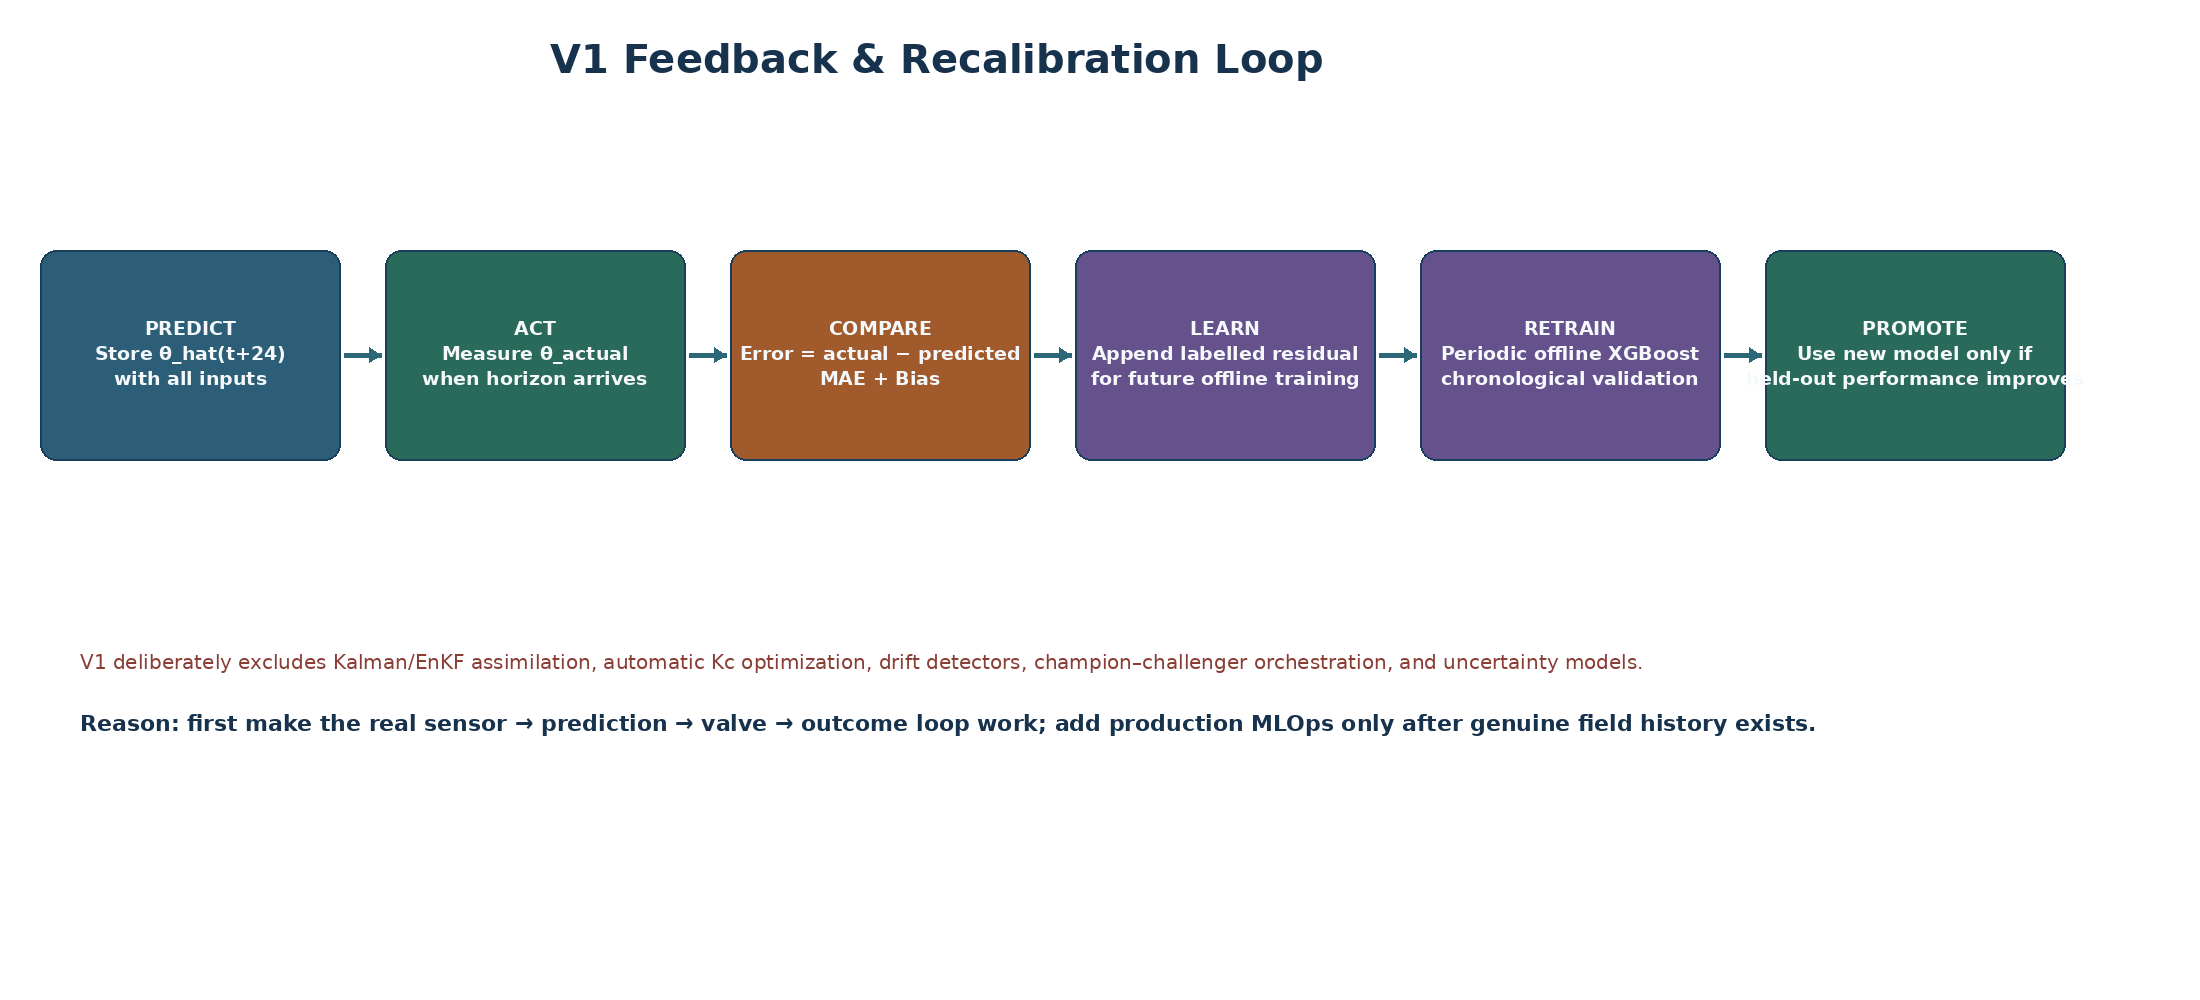 V1 Feedback & Recalibration Loop
PREDICT
Store θ_hat(t+24)
with all inputs
ACT
Measure θ_actual
when horizon arrives
COMPARE
Error = actual − predicted
MAE + Bias
LEARN
Append labelled residual
for future offline training
RETRAIN
Periodic offline XGBoost
chronological validation
PROMOTE
Use new model only if
held-out performance improves
V1 deliberately excludes Kalman/EnKF assimilation, automatic Kc optimization, drift detectors, champion–challenger orchestration, and uncertainty models.
Reason: first make the real sensor → prediction → valve → outcome loop work; add production MLOps only after genuine field history exists.